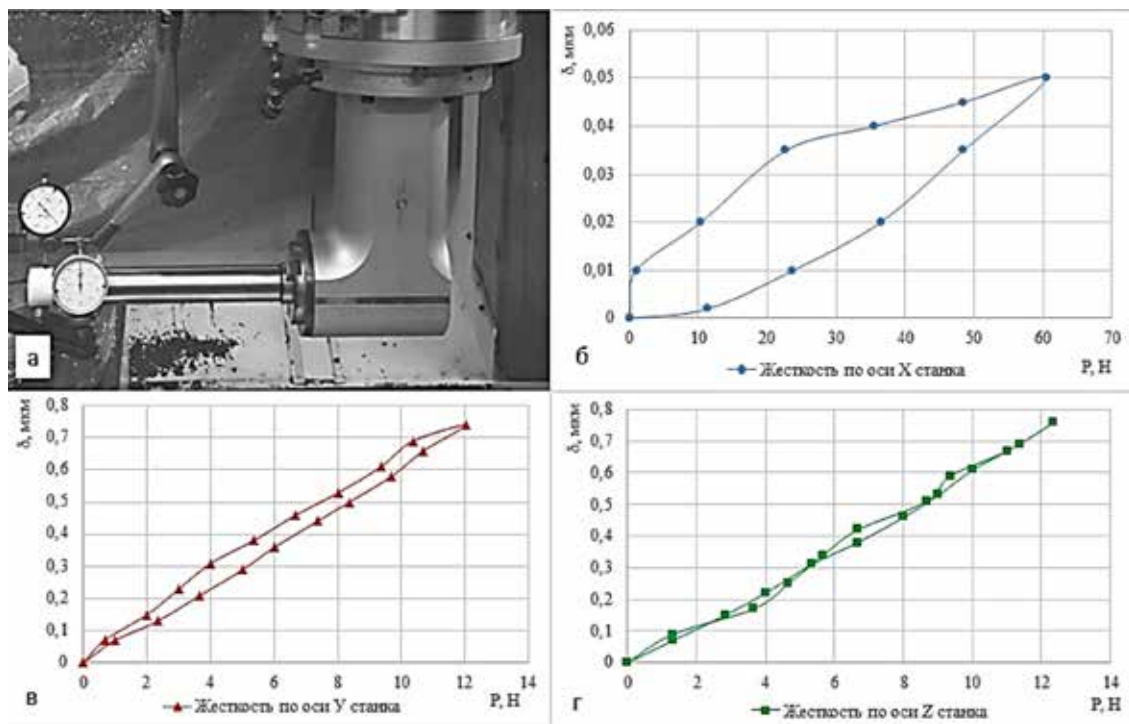 а
δ, мкм
0,06
0,05
0,04
0,03
0,02
0,01
0
0 10 20 30 40 50 60 70
Р, Н
Жесткость по оси X станка
б
δ, мкм
0,8
0,7
0,6
0,5
0,4
0,3
0,2
0,1
0
0 2 4 6 8 10 12 14
Р, Н
Жесткость по оси У станка
в
δ, мкм
0,8
0,7
0,6
0,5
0,4
0,3
0,2
0,1
0
0 2 4 6 8 10 12 14
Р, Н
Жесткость по оси Z станка
г